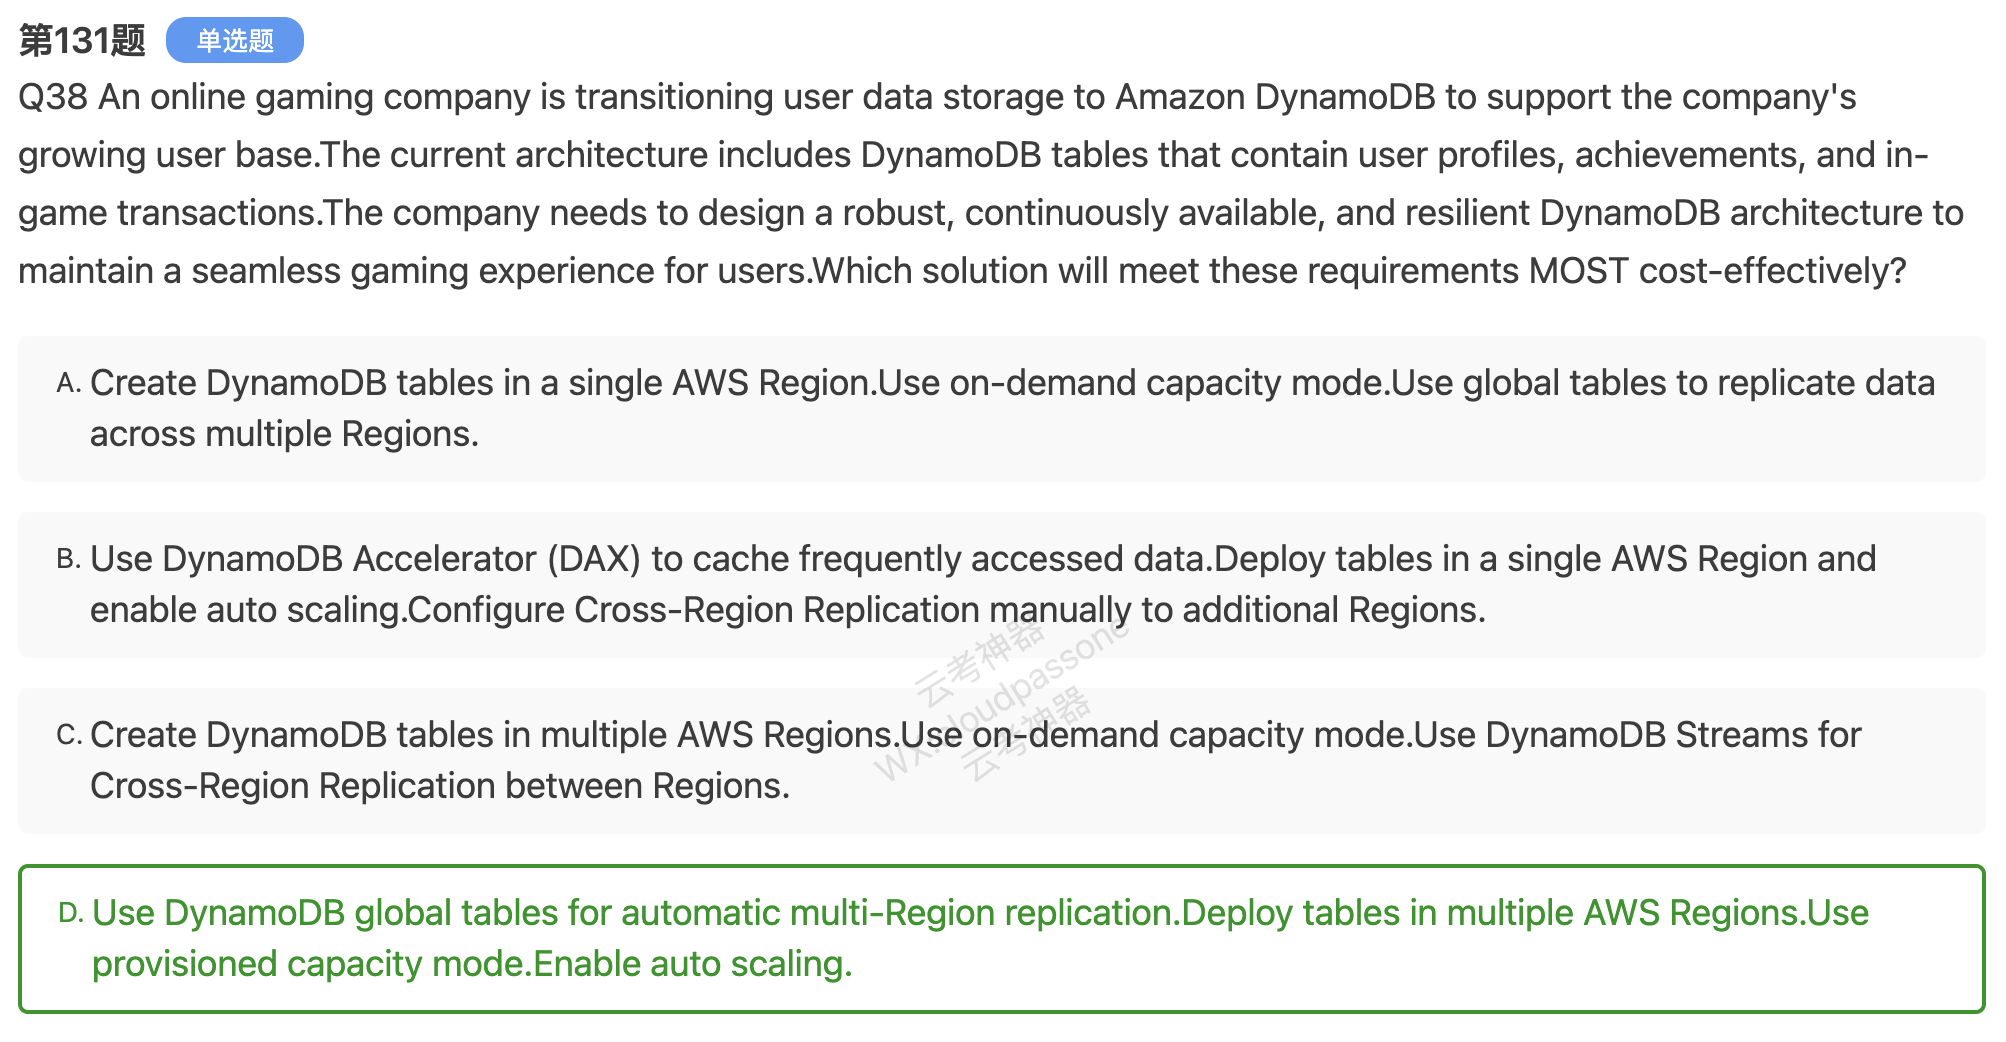 第131题 单选题
Q38 An online gaming company is transitioning user data storage to Amazon DynamoDB to support the company's
growing user base.The current architecture includes DynamoDB tables that contain user profiles, achievements, and in-
game transactions.The company needs to design a robust, continuously available, and resilient DynamoDB architecture to
maintain a seamless gaming experience for users.Which solution will meet these requirements MOST cost-effectively?
A. Create DynamoDB tables in a single AWS Region.Use on-demand capacity mode.Use global tables to replicate data
across multiple Regions.
B. Use DynamoDB Accelerator (DAX) to cache frequently accessed data.Deploy tables in a single AWS Region and
enable auto scaling.Configure Cross-Region Replication manually to additional Regions.
云考神器
WX:cloudpassone
云考神器
C. Create DynamoDB tables in multiple AWS Regions.Use on-demand capacity mode.Use DynamoDB Streams for
Cross-Region Replication between Regions.
D. Use DynamoDB global tables for automatic multi-Region replication.Deploy tables in multiple AWS Regions.Use
provisioned capacity mode.Enable auto scaling.